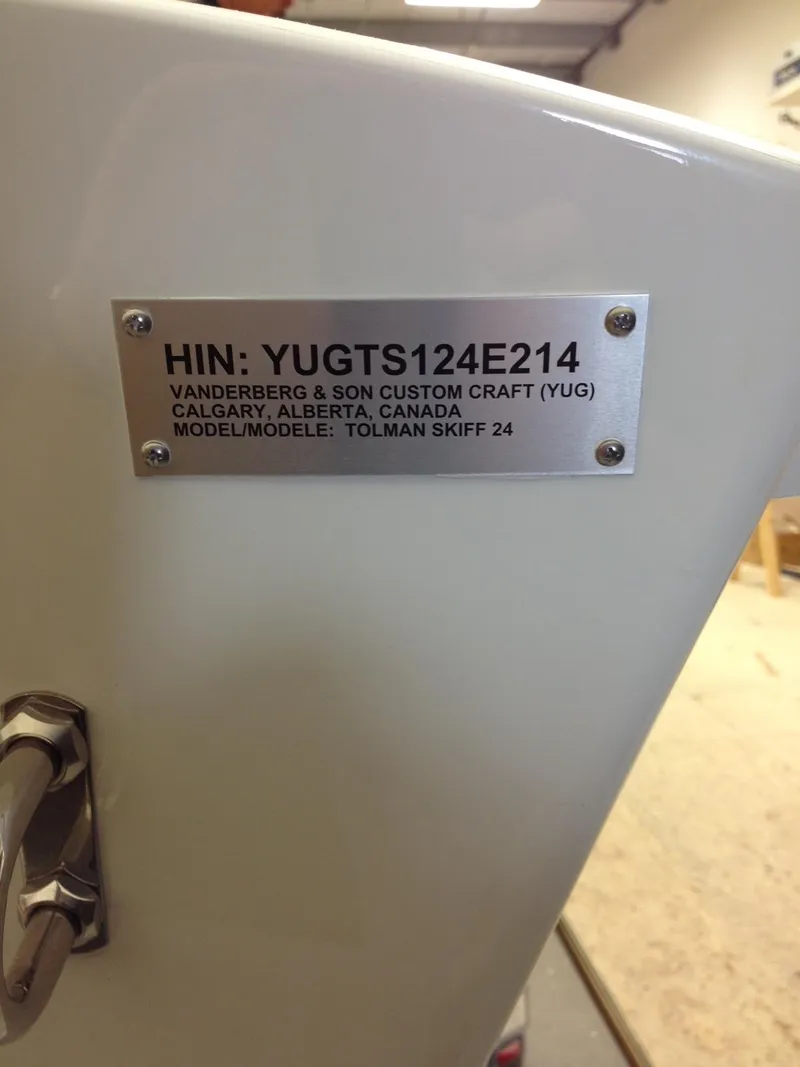 HIN: YUGTS124E214
VANDERBERG & SON CUSTOM CRAFT (YUG)
CALGARY, ALBERTA, CANADA
MODEL/MODELE: TOLMAN SKIFF 24